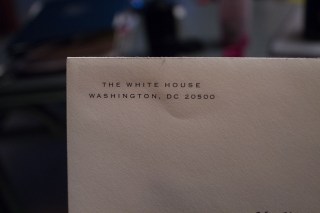 THE WHITE HOUSE
WASHINGTON, DC 20500